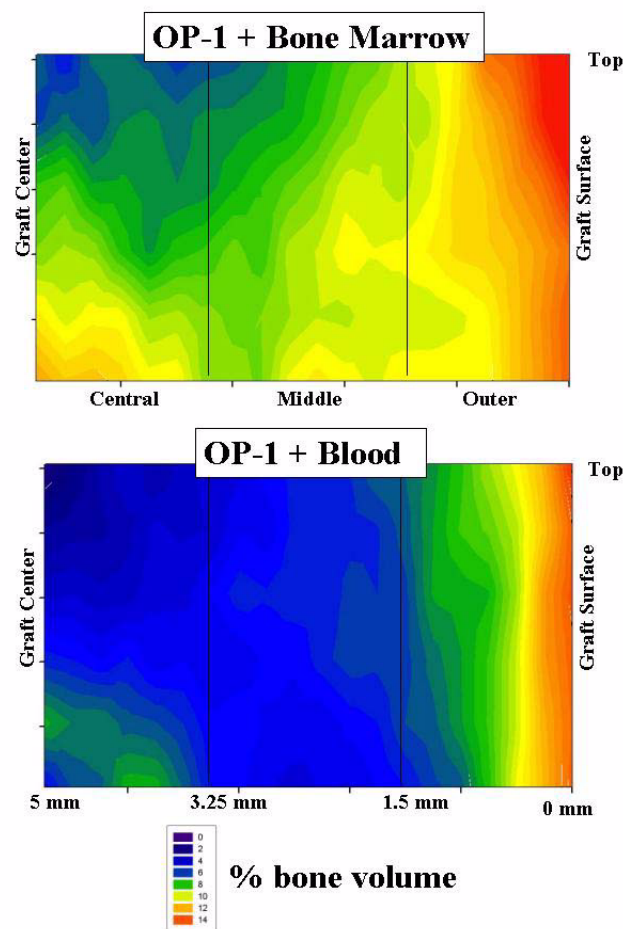 OP-1 + Bone Marrow
Top
Graft Center
Graft Surface
Central Middle Outer
OP-1 + Blood
Top
Graft Center
Graft Surface
5 mm 3.25 mm 1.5 mm 0 mm
0
2
4
6
8
10
12
14
% bone volume